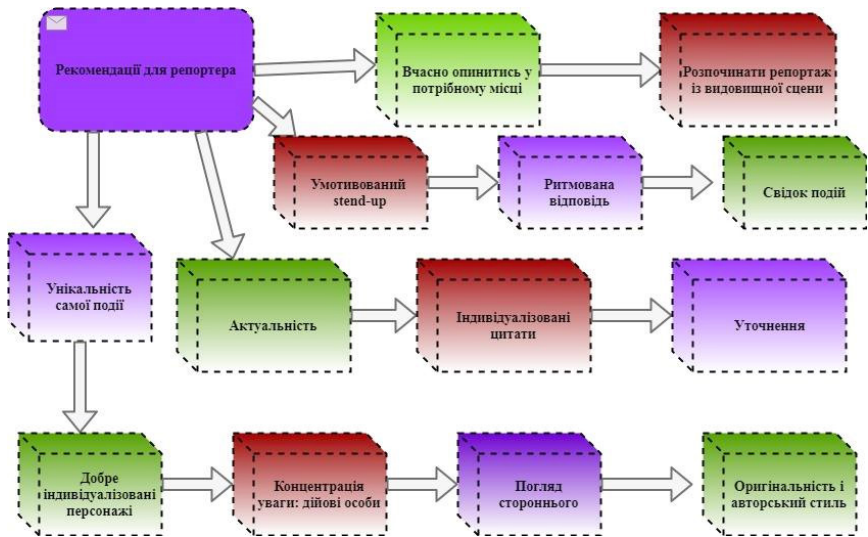 Рекомендації для репортера
Вчасно опинитись у
потрібному місці
Розпочинати репортаж
із видовищної сцени
Умотивований
stend-up
Ритмована
відповідь
Свідок подій
Унікальність
самої події
Актуальність
Індивідуалізовані
цитати
Уточнення
Добре
індивідуалізовані
персонажі
Концентрація
уваги: дійові особи
Погляд
стороннього
Оригінальність і
авторський стиль